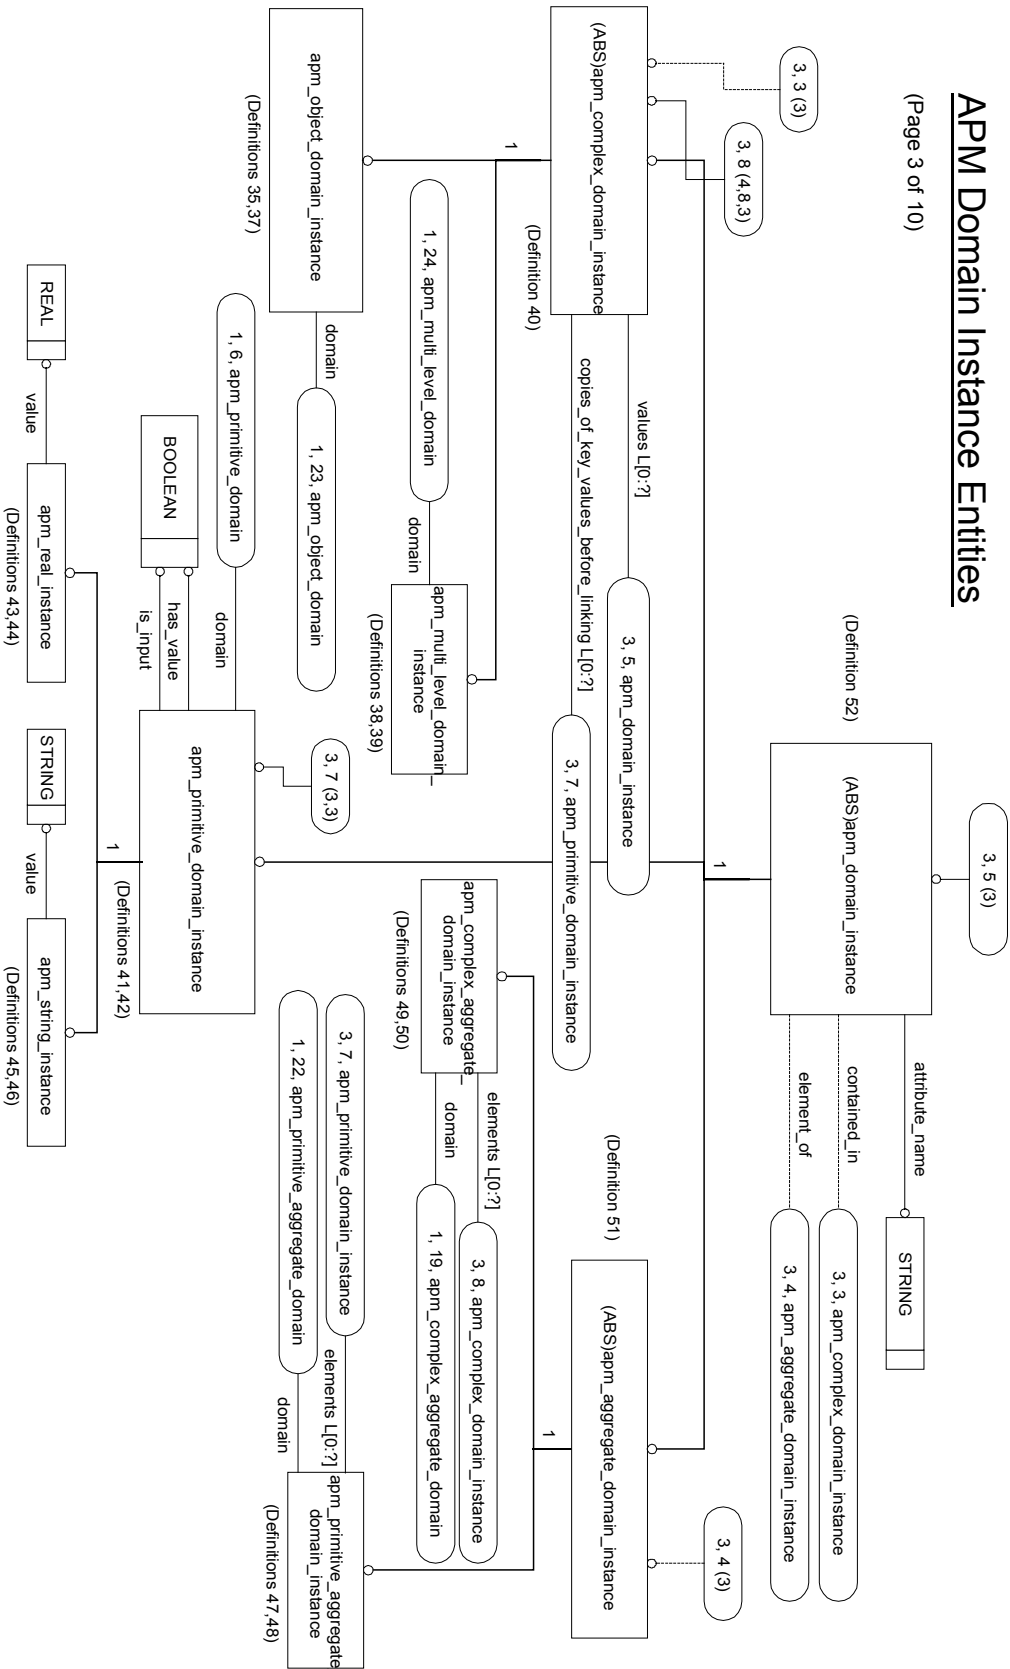 APM Domain Instance Entities
(Page 3 of 10)
3, 5 (3)
(Definition 52)
(ABS)apm_domain_instance
attribute_name
STRING
contained_in
3, 3, apm_complex_domain_instance
element_of
3, 4, apm_aggregate_domain_instance
3, 3 (3)
3, 8 (4,8,3)
1
3, 4 (3)
(ABS)apm_complex_domain_instance
(Definition 40)
values L[0:?]
3, 5, apm_domain_instance
copies_of_key_values_before_linking L[0:?]
3, 7, apm_primitive_domain_instance
(Definition 51)
(ABS)apm_aggregate_domain_instance
1
1
1, 24, apm_multi_level_domain
domain
apm_multi_level_domain_
instance
(Definitions 38,39)
apm_complex_aggregate_
domain_instance
(Definitions 49,50)
elements L[0:?]
3, 8, apm_complex_domain_instance
domain
1, 19, apm_complex_aggregate_domain
apm_object_domain_instance
(Definitions 35,37)
domain
1, 23, apm_object_domain
3, 7 (3,3)
3, 7, apm_primitive_domain_instance
elements L[0:?]
1, 22, apm_primitive_aggregate_domain
domain
apm_primitive_aggregate
domain_instance
(Definitions 47,48)
1, 6, apm_primitive_domain
domain
BOOLEAN
has_value
is_input
apm_primitive_domain_instance
(Definitions 41,42)
1
REAL
value
apm_real_instance
(Definitions 43,44)
STRING
value
apm_string_instance
(Definitions 45,46)